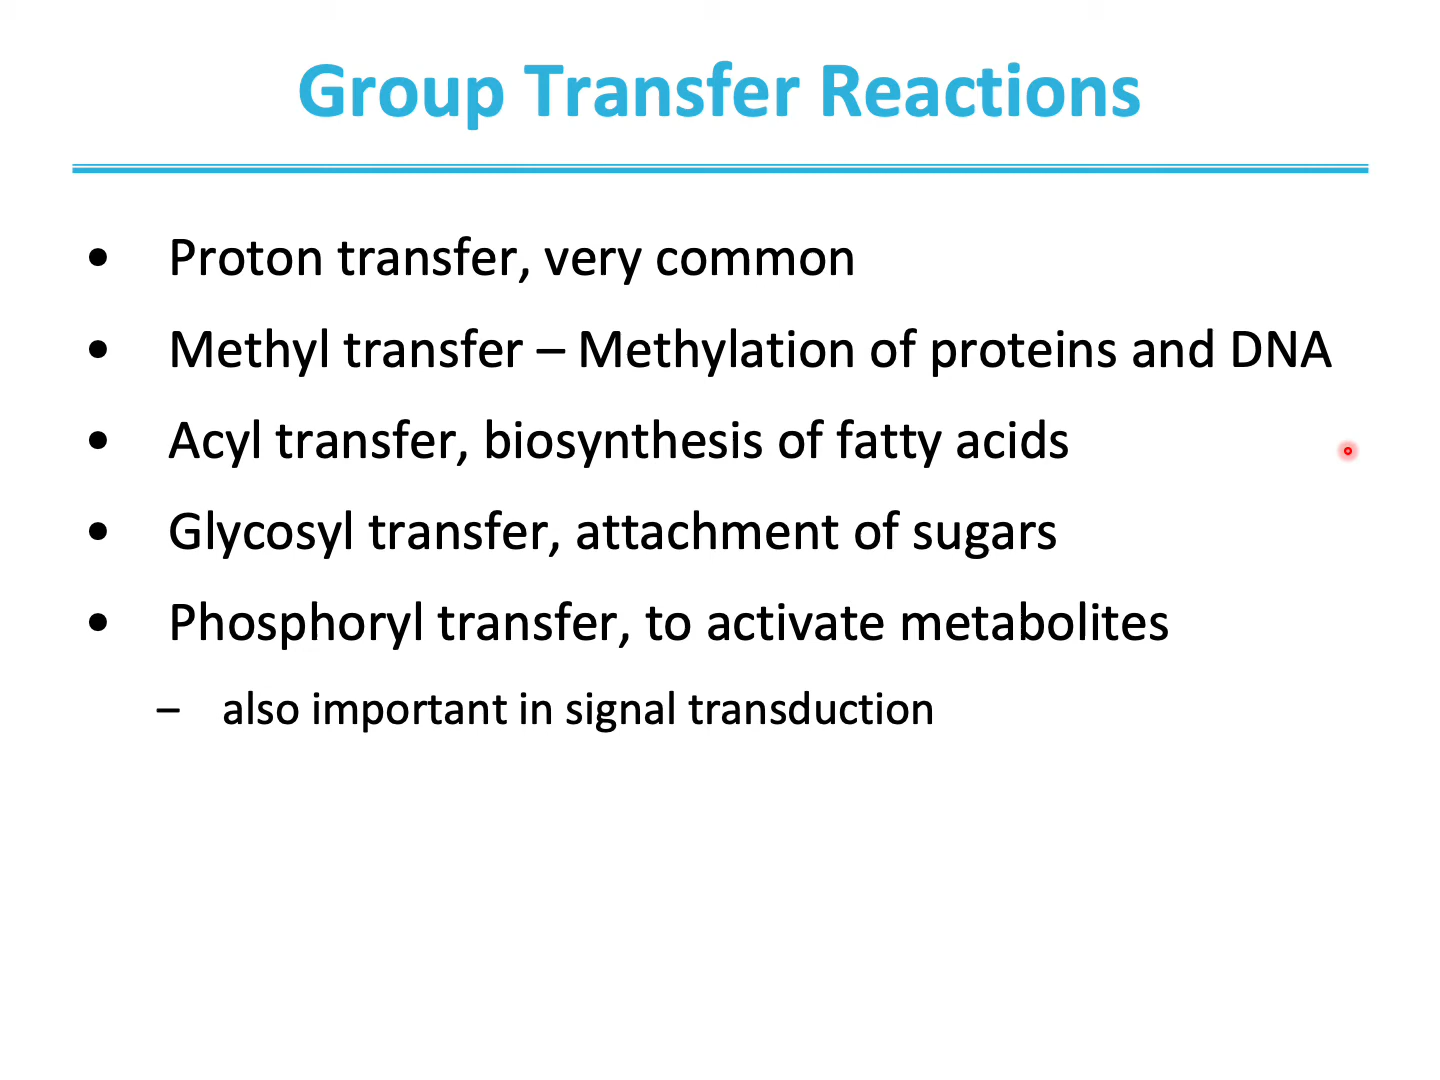 Group Transfer Reactions
• Proton transfer, very common
• Methyl transfer – Methylation of proteins and DNA
• Acyl transfer, biosynthesis of fatty acids
• Glycosyl transfer, attachment of sugars
• Phosphoryl transfer, to activate metabolites
– also important in signal transduction